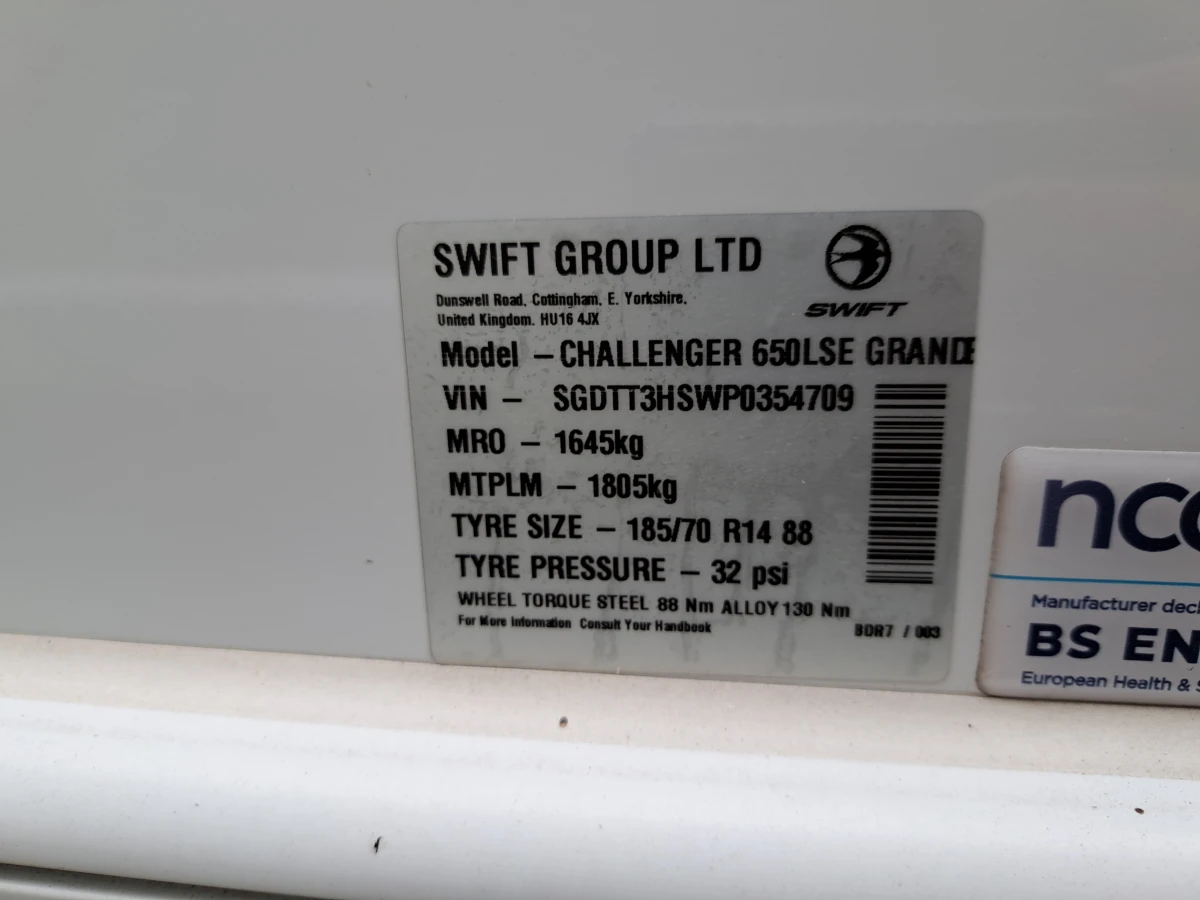 SWIFT GROUP LTD
SWIFT
Dunswell Road, Cottingham, E. Yorkshire,
United Kingdom. HU16 4JX
Model – CHALLENGER 650LSE GRANDE
VIN – SGDTT3HSWP0354709
MRO – 1645kg
MTPLM – 1805kg
TYRE SIZE – 185/70 R14 88
TYRE PRESSURE – 32 psi
WHEEL TORQUE STEEL 88 Nm ALLOY 130 Nm
For More Information Consult Your Handbook
BDR7 / 003
ncc
Manufacturer decl
BS EN
European Health & S